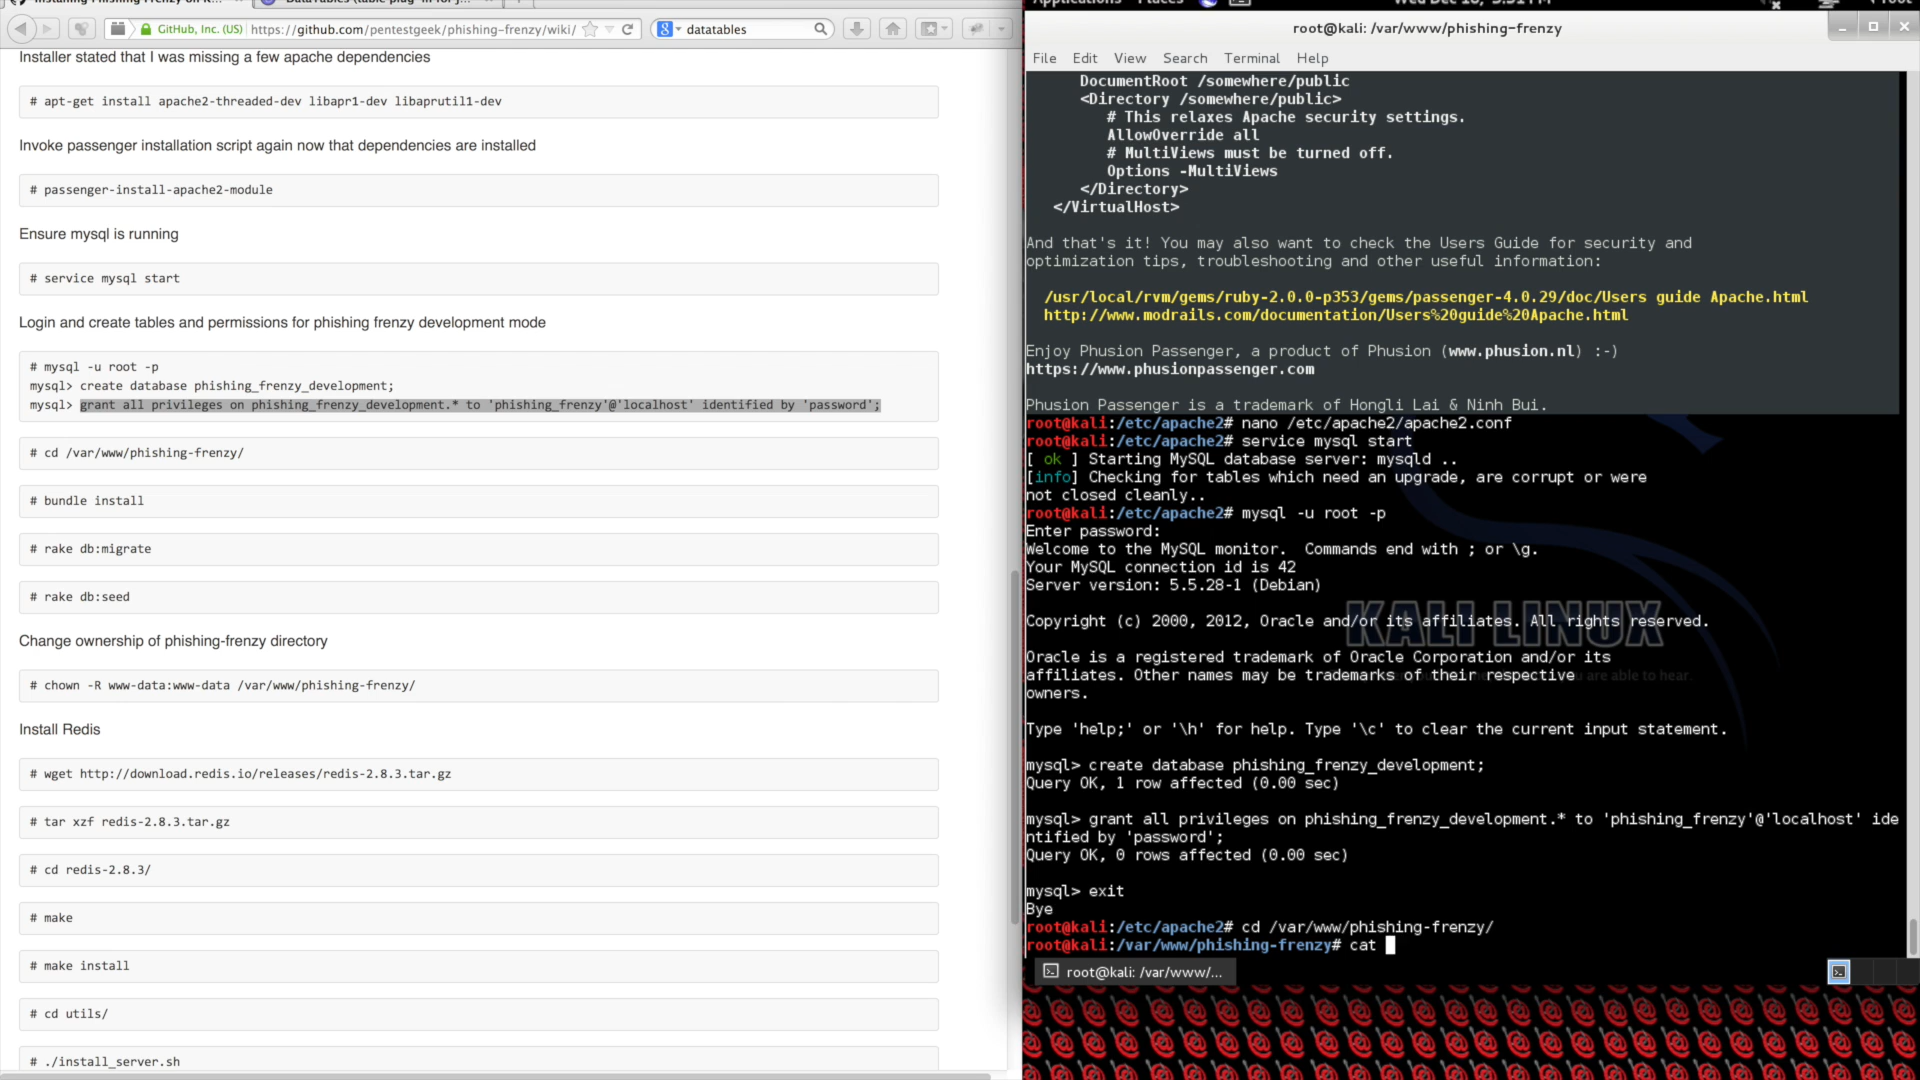 Installing Phishing Frenzy on K...
DataTables (table plug-in for j...
GitHub, Inc. (US)
https://github.com/pentestgeek/phishing-frenzy/wiki/
datatables
Installer stated that I was missing a few apache dependencies
# apt-get install apache2-threaded-dev libapr1-dev libaprutil1-dev
Invoke passenger installation script again now that dependencies are installed
# passenger-install-apache2-module
Ensure mysql is running
# service mysql start
Login and create tables and permissions for phishing frenzy development mode
# mysql -u root -p
mysql> create database phishing_frenzy_development;
mysql> grant all privileges on phishing_frenzy_development.* to 'phishing_frenzy'@'localhost' identified by 'password';
# cd /var/www/phishing-frenzy/
# bundle install
# rake db:migrate
# rake db:seed
Change ownership of phishing-frenzy directory
# chown -R www-data:www-data /var/www/phishing-frenzy/
Install Redis
# wget http://download.redis.io/releases/redis-2.8.3.tar.gz
# tar xzf redis-2.8.3.tar.gz
# cd redis-2.8.3/
# make
# make install
# cd utils/
# ./install_server.sh
Applications Places
root@kali: /var/www/phishing-frenzy
File Edit View Search Terminal Help
DocumentRoot /somewhere/public
<Directory /somewhere/public>
# This relaxes Apache security settings.
AllowOverride all
# MultiViews must be turned off.
Options -MultiViews
</Directory>
</VirtualHost>
And that's it! You may also want to check the Users Guide for security and
optimization tips, troubleshooting and other useful information:
/usr/local/rvm/gems/ruby-2.0.0-p353/gems/passenger-4.0.29/doc/Users guide Apache.html
http://www.modrails.com/documentation/Users%20guide%20Apache.html
Enjoy Phusion Passenger, a product of Phusion (www.phusion.nl) :-)
https://www.phusionpassenger.com
Phusion Passenger is a trademark of Hongli Lai & Ninh Bui.
root@kali:/etc/apache2# nano /etc/apache2/apache2.conf
root@kali:/etc/apache2# service mysql start
[ ok ] Starting MySQL database server: mysqld ..
[info] Checking for tables which need an upgrade, are corrupt or were
not closed cleanly..
root@kali:/etc/apache2# mysql -u root -p
Enter password:
Welcome to the MySQL monitor.  Commands end with ; or \g.
Your MySQL connection id is 42
Server version: 5.5.28-1 (Debian)
KALI LINUX
Copyright (c) 2000, 2012, Oracle and/or its affiliates. All rights reserved.
Oracle is a registered trademark of Oracle Corporation and/or its
affiliates. Other names may be trademarks of their respective
are able to hear.
owners.
Type 'help;' or '\h' for help. Type '\c' to clear the current input statement.
mysql> create database phishing_frenzy_development;
Query OK, 1 row affected (0.00 sec)
mysql> grant all privileges on phishing_frenzy_development.* to 'phishing_frenzy'@'localhost' ide
ntified by 'password';
Query OK, 0 rows affected (0.00 sec)
mysql> exit
Bye
root@kali:/etc/apache2# cd /var/www/phishing-frenzy/
root@kali:/var/www/phishing-frenzy# cat
root@kali: /var/www/...